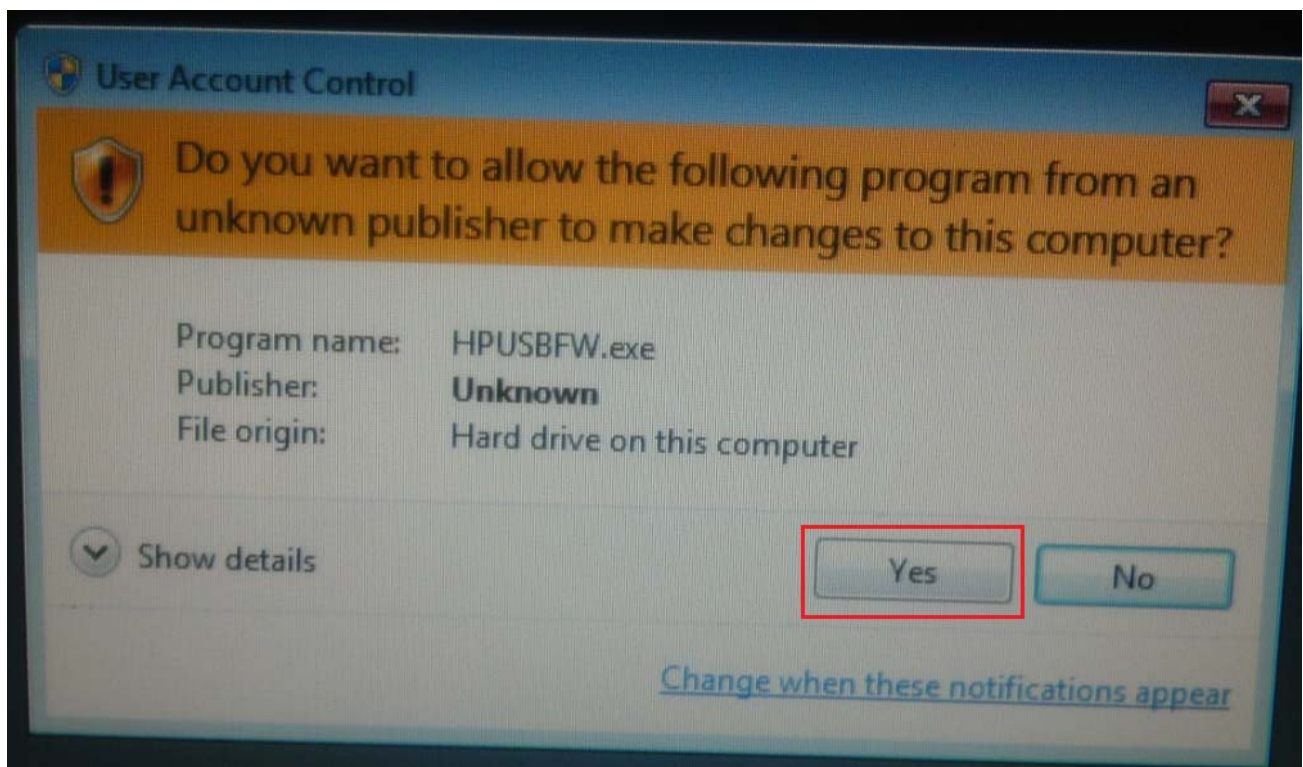 User Account Control
Do you want to allow the following program from an
unknown publisher to make changes to this computer?
Program name: HPUSBFW.exe
Publisher: Unknown
File origin: Hard drive on this computer
Show details
Yes No
Change when these notifications appear